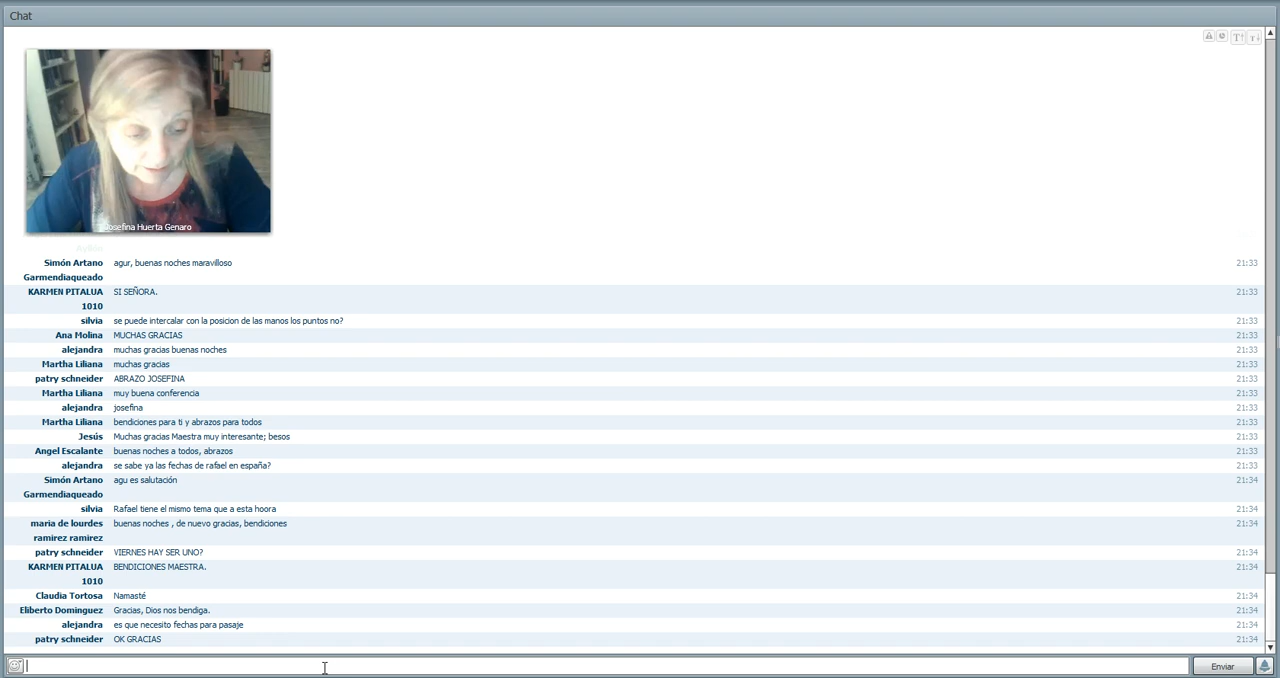 Chat
Josefina Huerta Genaro
Simón Artano agur, buenas noches maravilloso 21:33
Garmendiaqueado
KARMEN PITALUA SI SEÑORA. 21:33
1010
silvia se puede intercalar con la posicion de las manos los puntos no? 21:33
Ana Molina MUCHAS GRACIAS 21:33
alejandra muchas gracias buenas noches 21:33
Martha Liliana muchas gracias 21:33
patry schneider ABRAZO JOSEFINA 21:33
Martha Liliana muy buena conferencia 21:33
alejandra josefina 21:33
Martha Liliana bendiciones para ti y abrazos para todos 21:33
Jesús Muchas gracias Maestra muy interesante; besos 21:33
Angel Escalante buenas noches a todos, abrazos 21:33
alejandra se sabe ya las fechas de rafael en españa? 21:33
Simón Artano agu es salutación 21:34
Garmendiaqueado
silvia Rafael tiene el mismo tema que a esta hoora 21:34
maria de lourdes buenas noches , de nuevo gracias, bendiciones 21:34
ramirez ramirez
patry schneider VIERNES HAY SER UNO? 21:34
KARMEN PITALUA BENDICIONES MAESTRA. 21:34
1010
Claudia Tortosa Namasté 21:34
Eliberto Dominguez Gracias, Dios nos bendiga. 21:34
alejandra es que necesito fechas para pasaje 21:34
patry schneider OK GRACIAS 21:34
Enviar